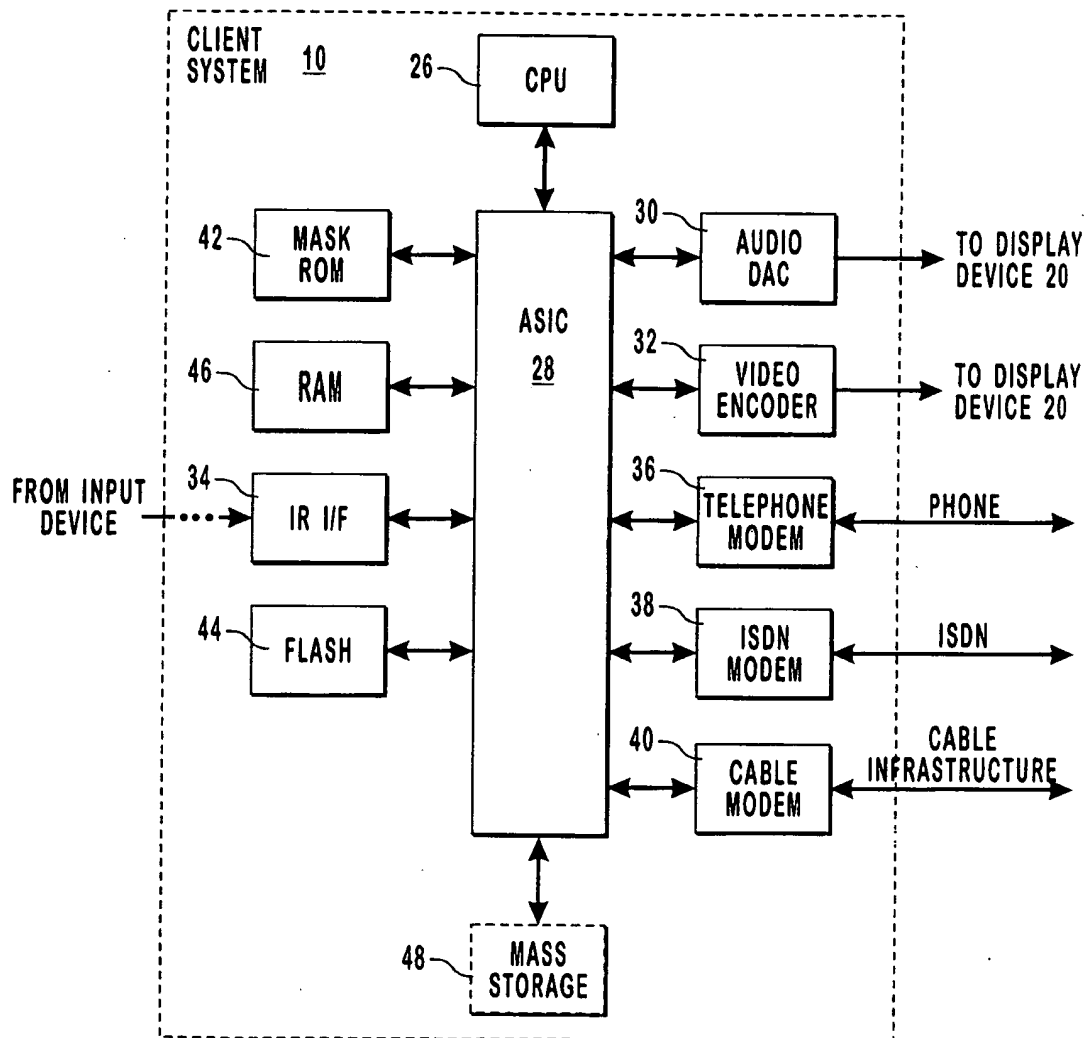 CLIENT
SYSTEM
10
26
CPU
42
MASK
ROM
30
AUDIO
DAC
TO DISPLAY
DEVICE 20
ASIC
28
46
RAM
32
VIDEO
ENCODER
TO DISPLAY
DEVICE 20
FROM INPUT
DEVICE
34
IR I/F
36
TELEPHONE
MODEM
PHONE
44
FLASH
38
ISDN
MODEM
ISDN
40
CABLE
MODEM
CABLE
INFRASTRUCTURE
48
MASS
STORAGE